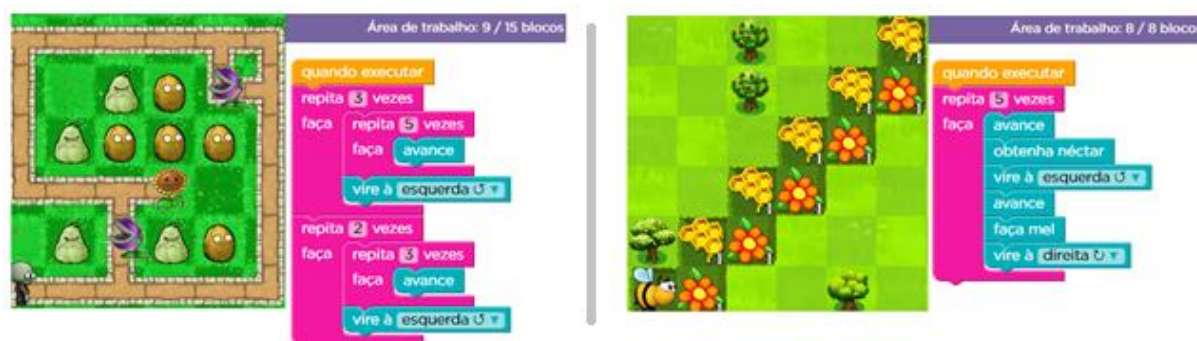 Área de trabalho: 9 / 15 blocos
quando executar
repita 3 vezes
faça repita 5 vezes
faça avance
vire à esquerda ↺ ▼
repita 2 vezes
faça repita 3 vezes
faça avance
vire à esquerda ↺ ▼
Área de trabalho: 8 / 8 bloco
quando executar
repita 5 vezes
faça avance
obtenha néctar
vire à esquerda ↺ ▼
avance
faça mel
vire à direita ↻ ▼